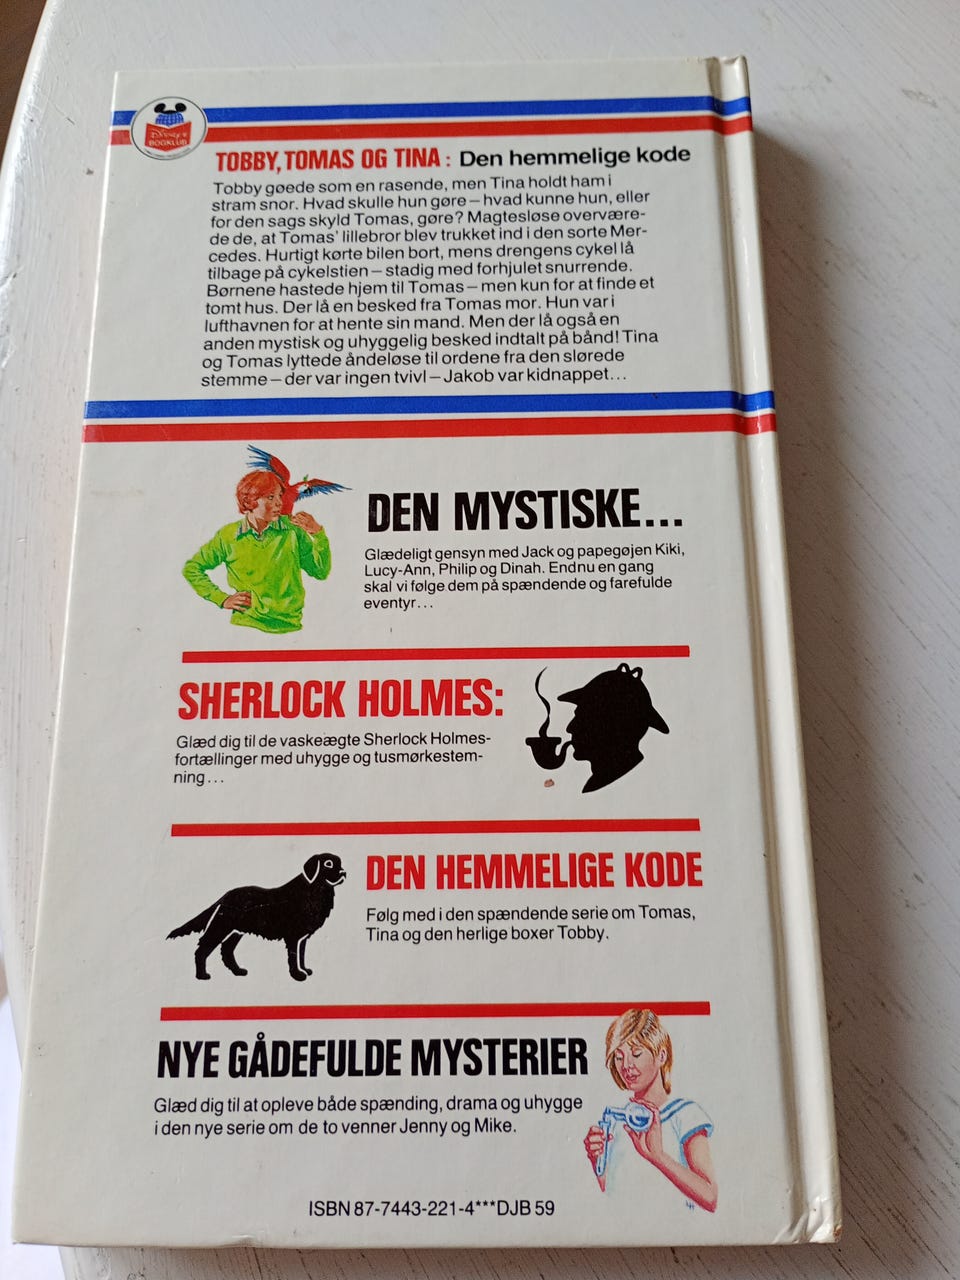 Disney's
BOGKLUB
TOBBY, TOMAS OG TINA : Den hemmelige kode
Tobby gøede som en rasende, men Tina holdt ham i
stram snor. Hvad skulle hun gøre – hvad kunne hun, eller
for den sags skyld Tomas, gøre? Magtesløse overvære-
de de, at Tomas' lillebror blev trukket ind i den sorte Mer-
cedes. Hurtigt kørte bilen bort, mens drengens cykel lå
tilbage på cykelstien – stadig med forhjulet snurrende.
Børnene hastede hjem til Tomas – men kun for at finde et
tomt hus. Der lå en besked fra Tomas mor. Hun var i
lufthavnen for at hente sin mand. Men der lå også en
anden mystisk og uhyggelig besked indtalt på bånd! Tina
og Tomas lyttede åndeløse til ordene fra den slørede
stemme – der var ingen tvivl – Jakob var kidnappet...
DEN MYSTISKE...
Glædeligt gensyn med Jack og papegøjen Kiki,
Lucy-Ann, Philip og Dinah. Endnu en gang
skal vi følge dem på spændende og farefulde
eventyr...
SHERLOCK HOLMES:
Glæd dig til de vaskeægte Sherlock Holmes-
fortællinger med uhygge og tusmørkestem-
ning...
DEN HEMMELIGE KODE
Følg med i den spændende serie om Tomas,
Tina og den herlige boxer Tobby.
NYE GÅDEFULDE MYSTERIER
Glæd dig til at opleve både spænding, drama og uhygge
i den nye serie om de to venner Jenny og Mike.
ISBN 87-7443-221-4***DJB 59